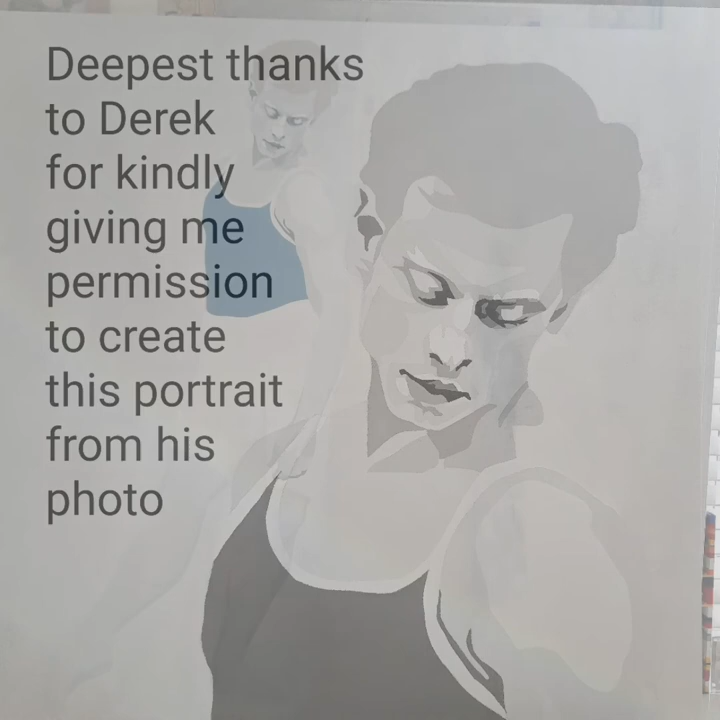 Deepest thanks
to Derek
for kindly
giving me
permission
to create
this portrait
from his
photo